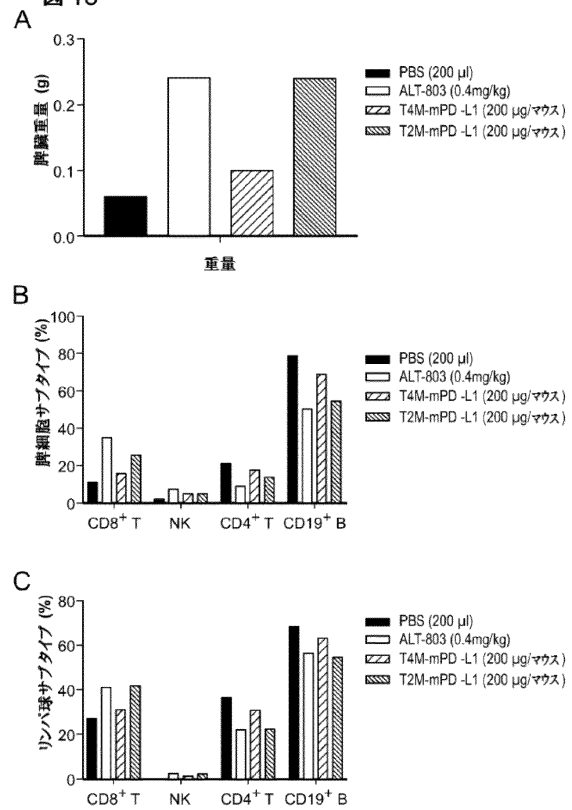 A
脾臓重量 (g)
0.3
0.2
0.1
0.0
重量
PBS (200 µl)
ALT-803 (0.4mg/kg)
T4M-mPD -L1 (200 µg/マウス)
T2M-mPD -L1 (200 µg/マウス)
B
脾細胞サブタイプ (%)
100
80
60
40
20
0
CD8+ T NK CD4+ T CD19+ B
PBS (200 µl)
ALT-803 (0.4mg/kg)
T4M-mPD -L1 (200 µg/マウス)
T2M-mPD -L1 (200 µg/マウス)
C
リンパ球サブタイプ (%)
80
60
40
20
0
CD8+ T NK CD4+ T CD19+ B
PBS (200 µl)
ALT-803 (0.4mg/kg)
T4M-mPD -L1 (200 µg/マウス)
T2M-mPD -L1 (200 µg/マウス)